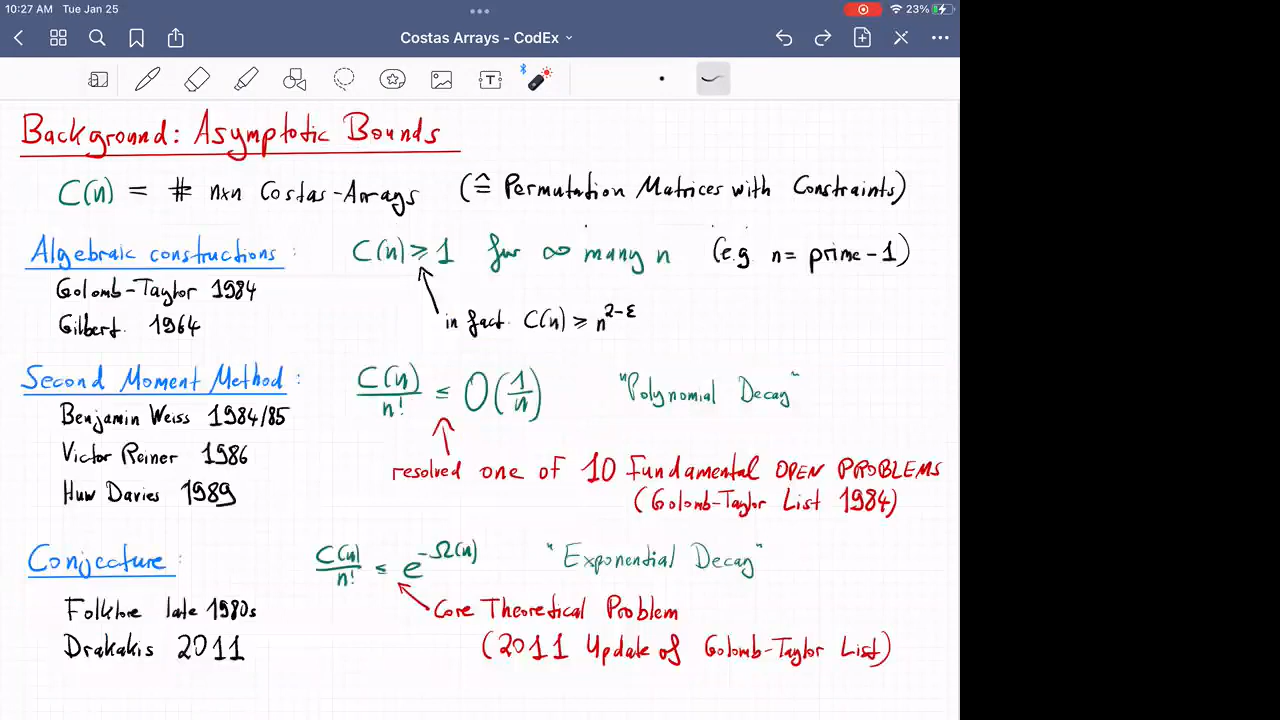 10:27 AM Tue Jan 25
23%
Costas Arrays - CodEx
T
Background: Asymptotic Bounds
C(n) = # n×n Costas-Arrays (≙ Permutation Matrices with Constraints)
Algebraic constructions: C(n) ≥ 1 for ∞ many n (e.g n = prime - 1)
Golomb-Taylor 1984
Gilbert. 1964
in fact. C(n) ≥ n^{2-ε}
Second Moment Method: C(n)/n! ≤ O(1/n) "Polynomial Decay"
Benjamin Weiss 1984/85
Victor Reiner 1986
Huw Davies 1989
resolved one of 10 Fundamental OPEN PROBLEMS
(Golomb-Taylor List 1984)
Conjecture: C(n)/n! ≤ e^{-Ω(n)} "Exponential Decay"
Folklore late 1980s
Drakakis 2011
Core Theoretical Problem
(2011 Update of Golomb-Taylor List)